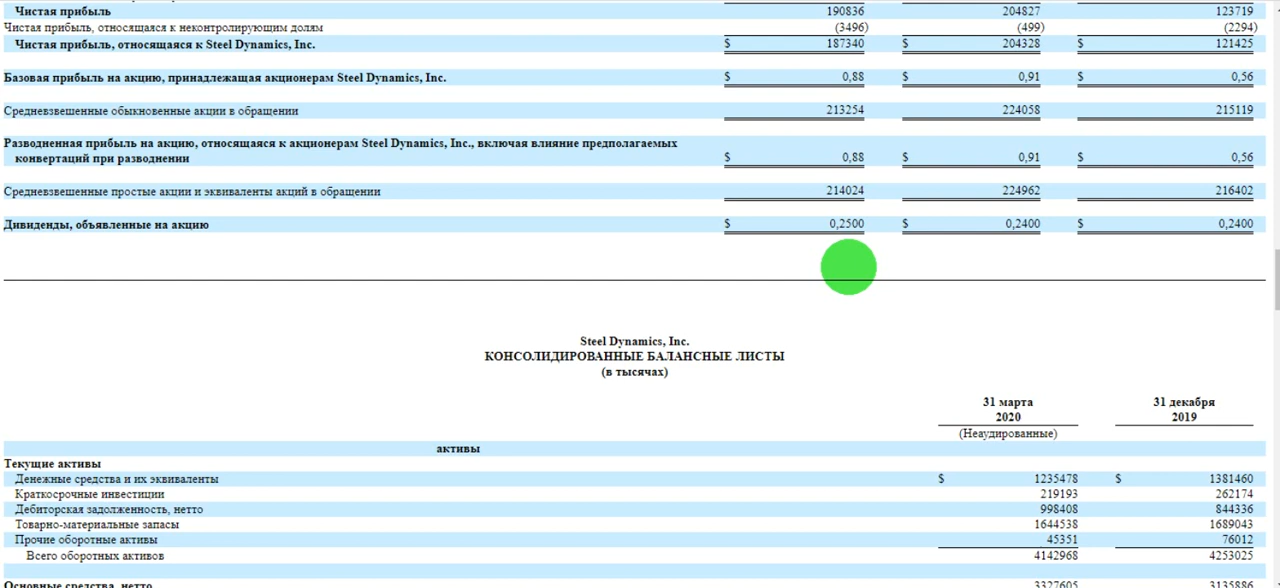 Чистая прибыль 190836 204827 123719
Чистая прибыль, относящаяся к неконтролирующим долям (3496) (499) (2294)
Чистая прибыль, относящаяся к Steel Dynamics, Inc. $ 187340 $ 204328 $ 121425
Базовая прибыль на акцию, принадлежащая акционерам Steel Dynamics, Inc. $ 0,88 $ 0,91 $ 0,56
Средневзвешенные обыкновенные акции в обращении 213254 224058 215119
Разводненная прибыль на акцию, относящаяся к акционерам Steel Dynamics, Inc., включая влияние предполагаемых
конвертаций при разводнении $ 0,88 $ 0,91 $ 0,56
Средневзвешенные простые акции и эквиваленты акций в обращении 214024 224962 216402
Дивиденды, объявленные на акцию $ 0,2500 $ 0,2400 $ 0,2400
Steel Dynamics, Inc.
КОНСОЛИДИРОВАННЫЕ БАЛАНСНЫЕ ЛИСТЫ
(в тысячах)
31 марта 31 декабря
2020 2019
(Неаудированные)
активы
Текущие активы
Денежные средства и их эквиваленты $ 1235478 $ 1381460
Краткосрочные инвестиции 219193 262174
Дебиторская задолженность, нетто 998408 844336
Товарно-материальные запасы 1644538 1689043
Прочие оборотные активы 45351 76012
Всего оборотных активов 4142968 4253025
Основные средства, нетто 3327605 3135886